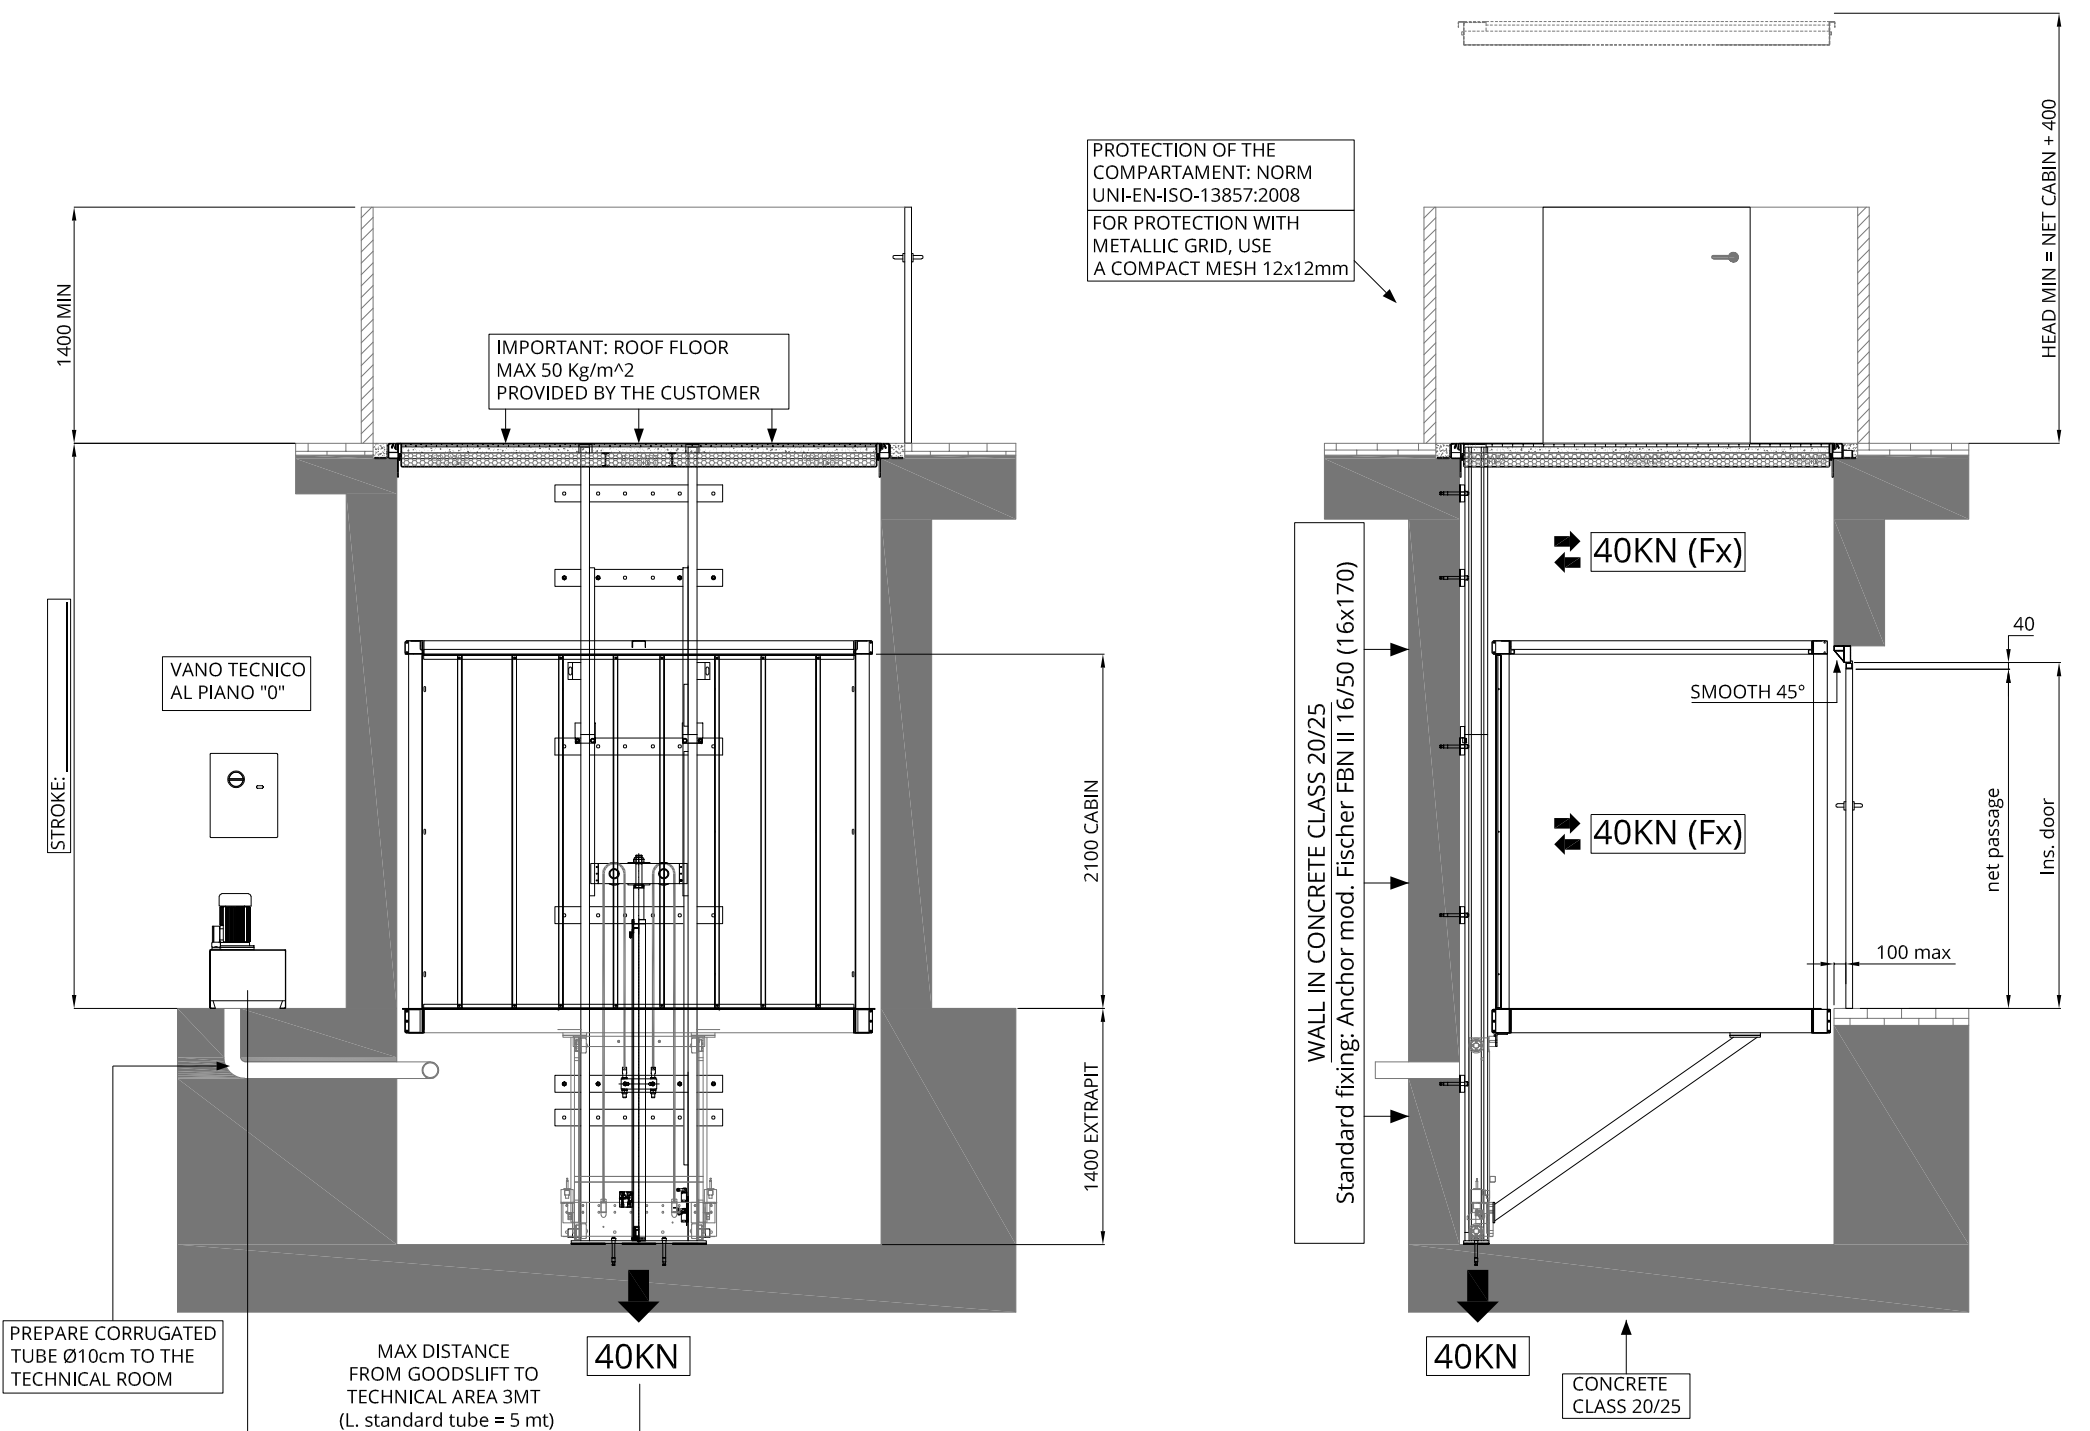 HEAD MIN = NET CABIN + 400
PROTECTION OF THE
COMPARTAMENT: NORM
UNI-EN-ISO-13857:2008
FOR PROTECTION WITH
METALLIC GRID, USE
A COMPACT MESH 12x12mm
1400 MIN
IMPORTANT: ROOF FLOOR
MAX 50 Kg/m^2
PROVIDED BY THE CUSTOMER
STROKE:
VANO TECNICO
AL PIANO "0"
2100 CABIN
1400 EXTRAPIT
WALL IN CONCRETE CLASS 20/25
Standard fixing: Anchor mod. Fischer FBN II 16/50 (16x170)
40KN (Fx)
40KN (Fx)
40
SMOOTH 45°
net passage
Ins. door
100 max
PREPARE CORRUGATED
TUBE Ø10cm TO THE
TECHNICAL ROOM
MAX DISTANCE
FROM GOODSLIFT TO
TECHNICAL AREA 3MT
(L. standard tube = 5 mt)
40KN
40KN
CONCRETE
CLASS 20/25